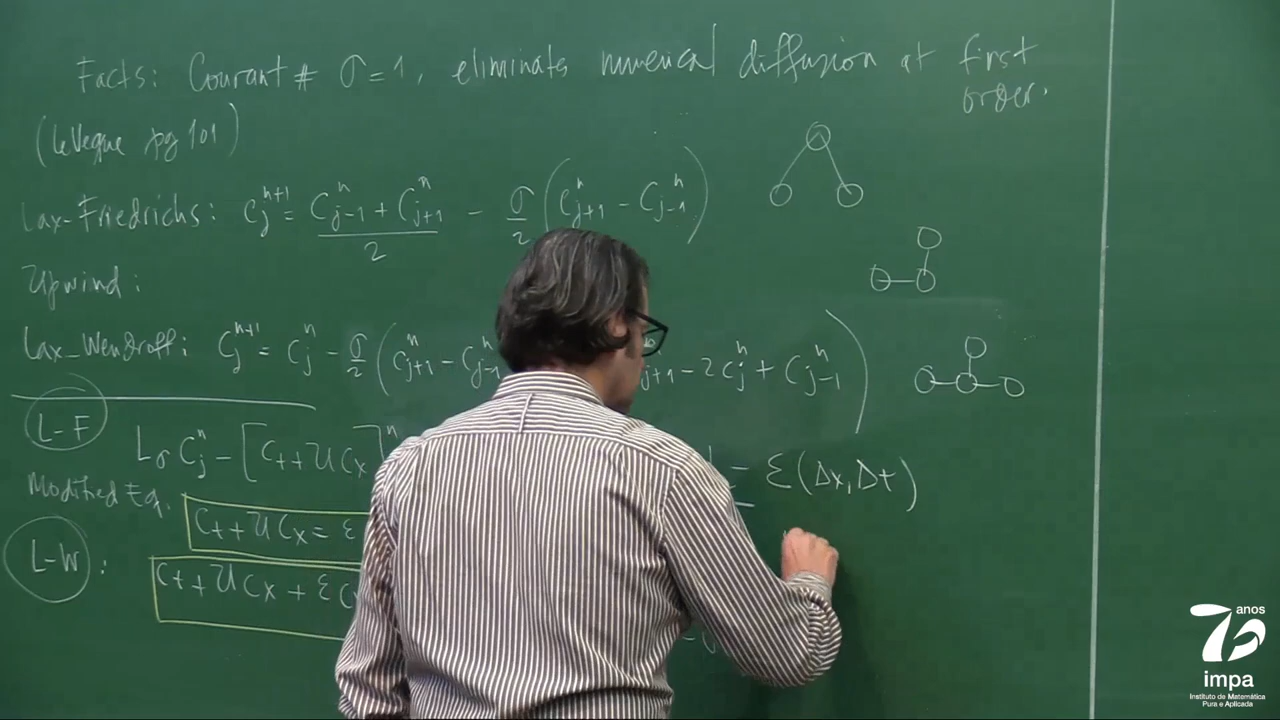 Facts: Courant # σ=1, eliminates numerical diffusion at first
order.
(LeVeque pg 101)
Lax-Friedrichs: C_j^{n+1} = (C_{j-1}^n + C_{j+1}^n)/2 - σ/2 (C_{j+1}^n - C_{j-1}^n)
Upwind:
Lax-Wendroff: C_j^{n+1} = C_j^n - σ/2 (C_{j+1}^n - C_{j-1}^n j+1 - 2C_j^n + C_{j-1}^n)
L-F
L_σ C_j^n - [C_t + U C_x]^n = ε(Δx, Δt)
Modified Eq.
C_t + U C_x = ε
L-W:
C_t + U C_x + ε C
anos
75
impa
Instituto de Matemática
Pura e Aplicada